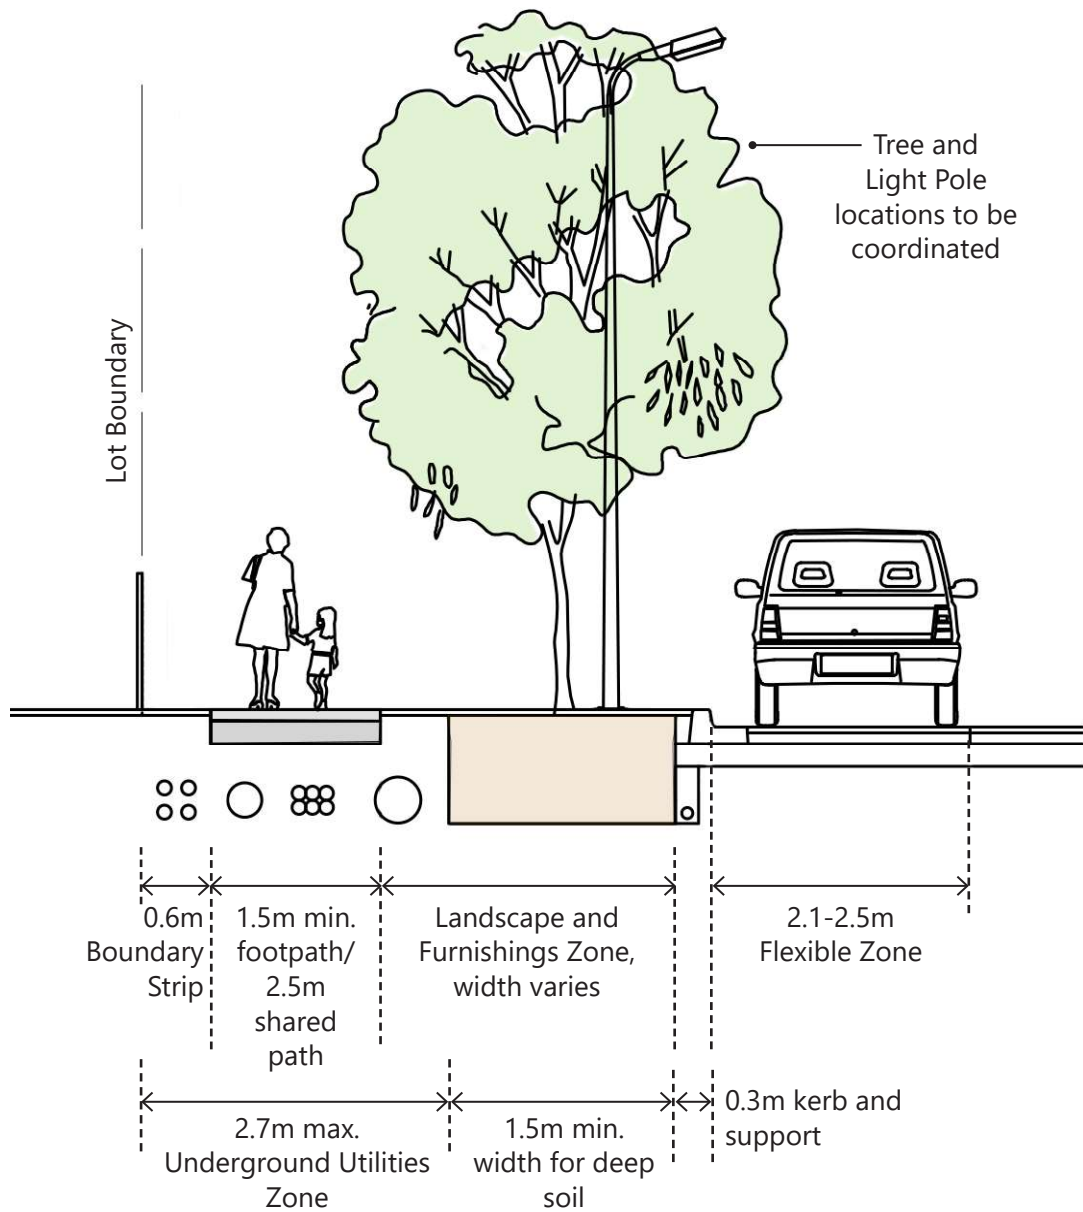 Tree and
Light Pole
locations to be
coordinated
Lot Boundary
0.6m
Boundary
Strip
1.5m min.
footpath/
2.5m
shared
path
Landscape and
Furnishings Zone,
width varies
2.1-2.5m
Flexible Zone
2.7m max.
Underground Utilities
Zone
1.5m min.
width for deep
soil
0.3m kerb and
support